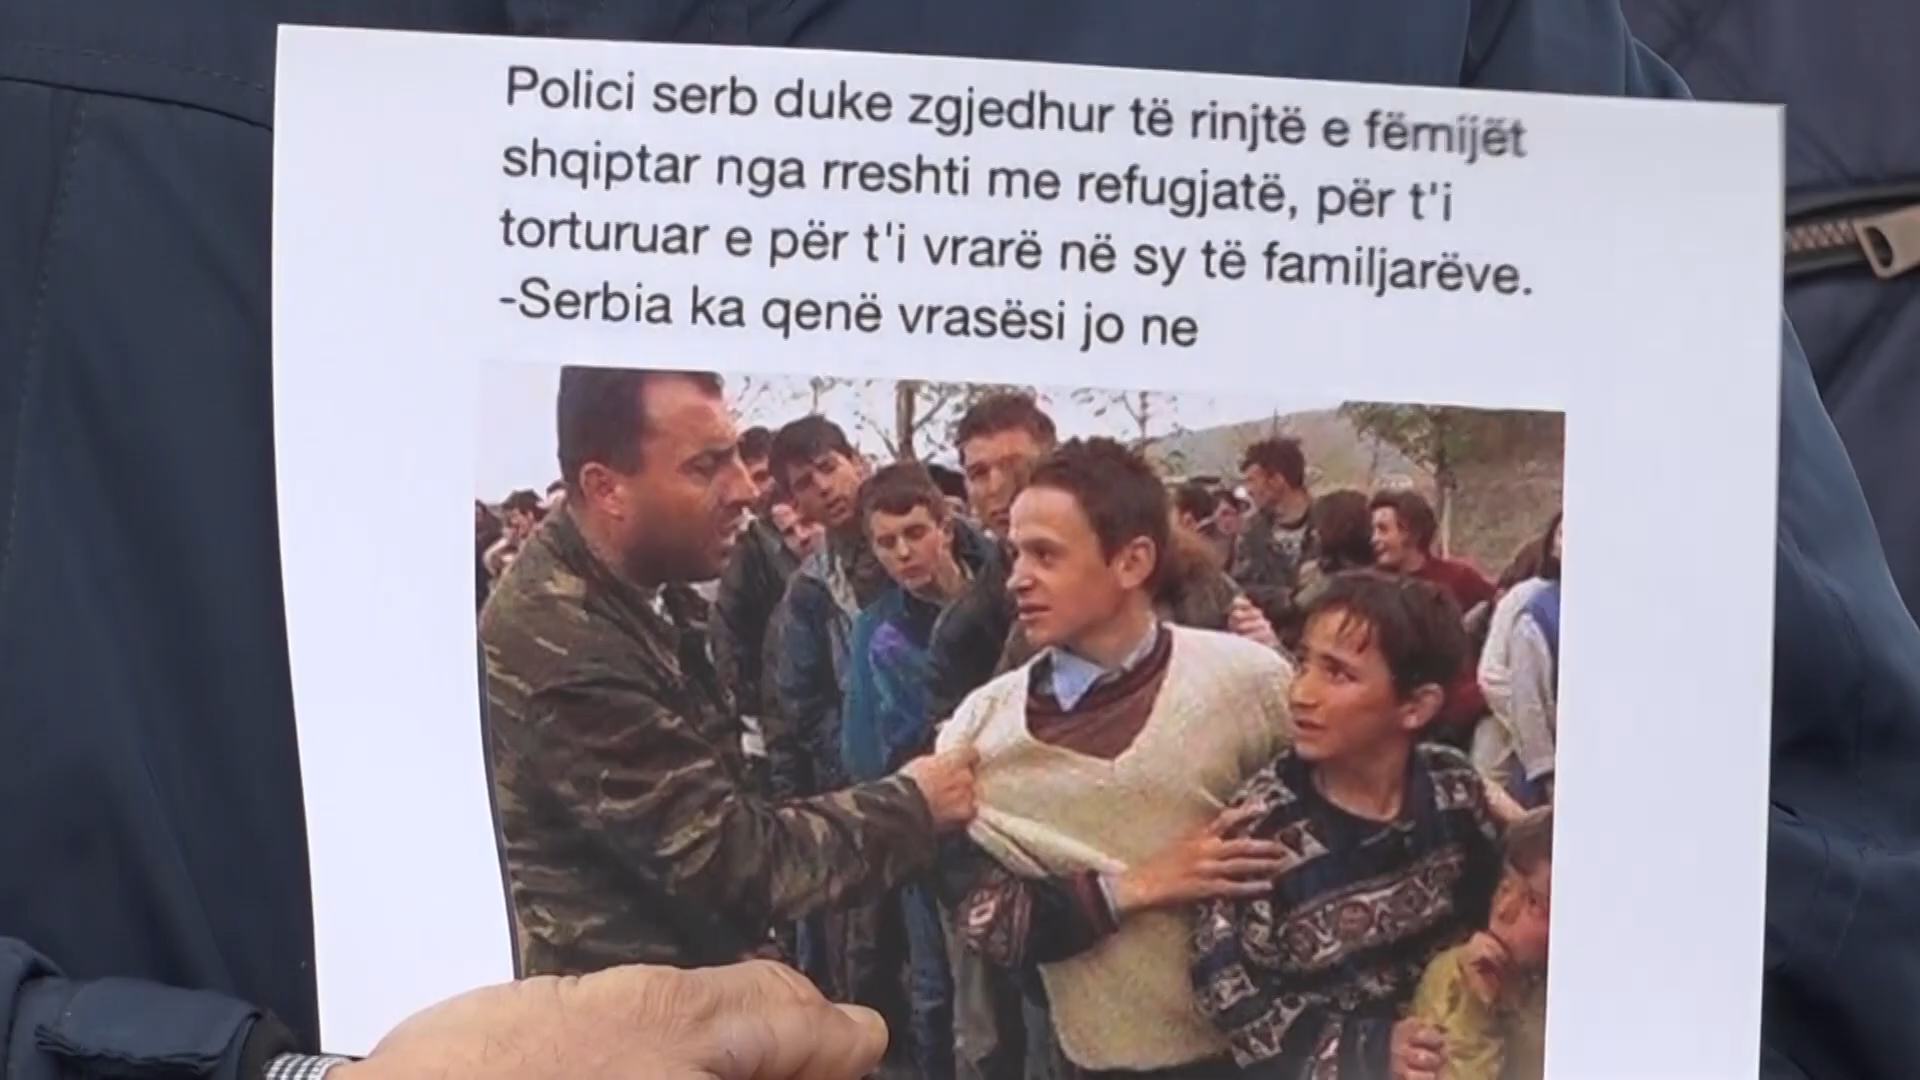 Polici serb duke zgjedhur të rinjtë e fëmijët
shqiptar nga rreshti me refugjatë, për t'i
torturuar e për t'i vrarë në sy të familjarëve.
-Serbia ka qenë vrasësi jo ne